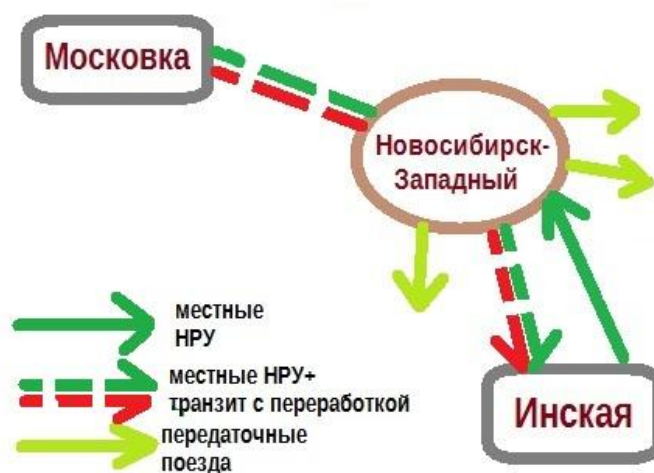 Московка
Новосибирск-
Западный
местные
НРУ
местные НРУ+
транзит с переработкой
передаточные
поезда
Инская